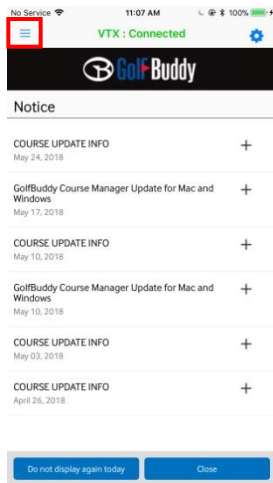 No Service 11:07 AM 100%
VTX : Connected
GolfBuddy
Notice
COURSE UPDATE INFO
May 24, 2018
GolfBuddy Course Manager Update for Mac and
Windows
May 17, 2018
COURSE UPDATE INFO
May 10, 2018
GolfBuddy Course Manager Update for Mac and
Windows
May 10, 2018
COURSE UPDATE INFO
May 03, 2018
COURSE UPDATE INFO
April 26, 2018
Do not display again today Close